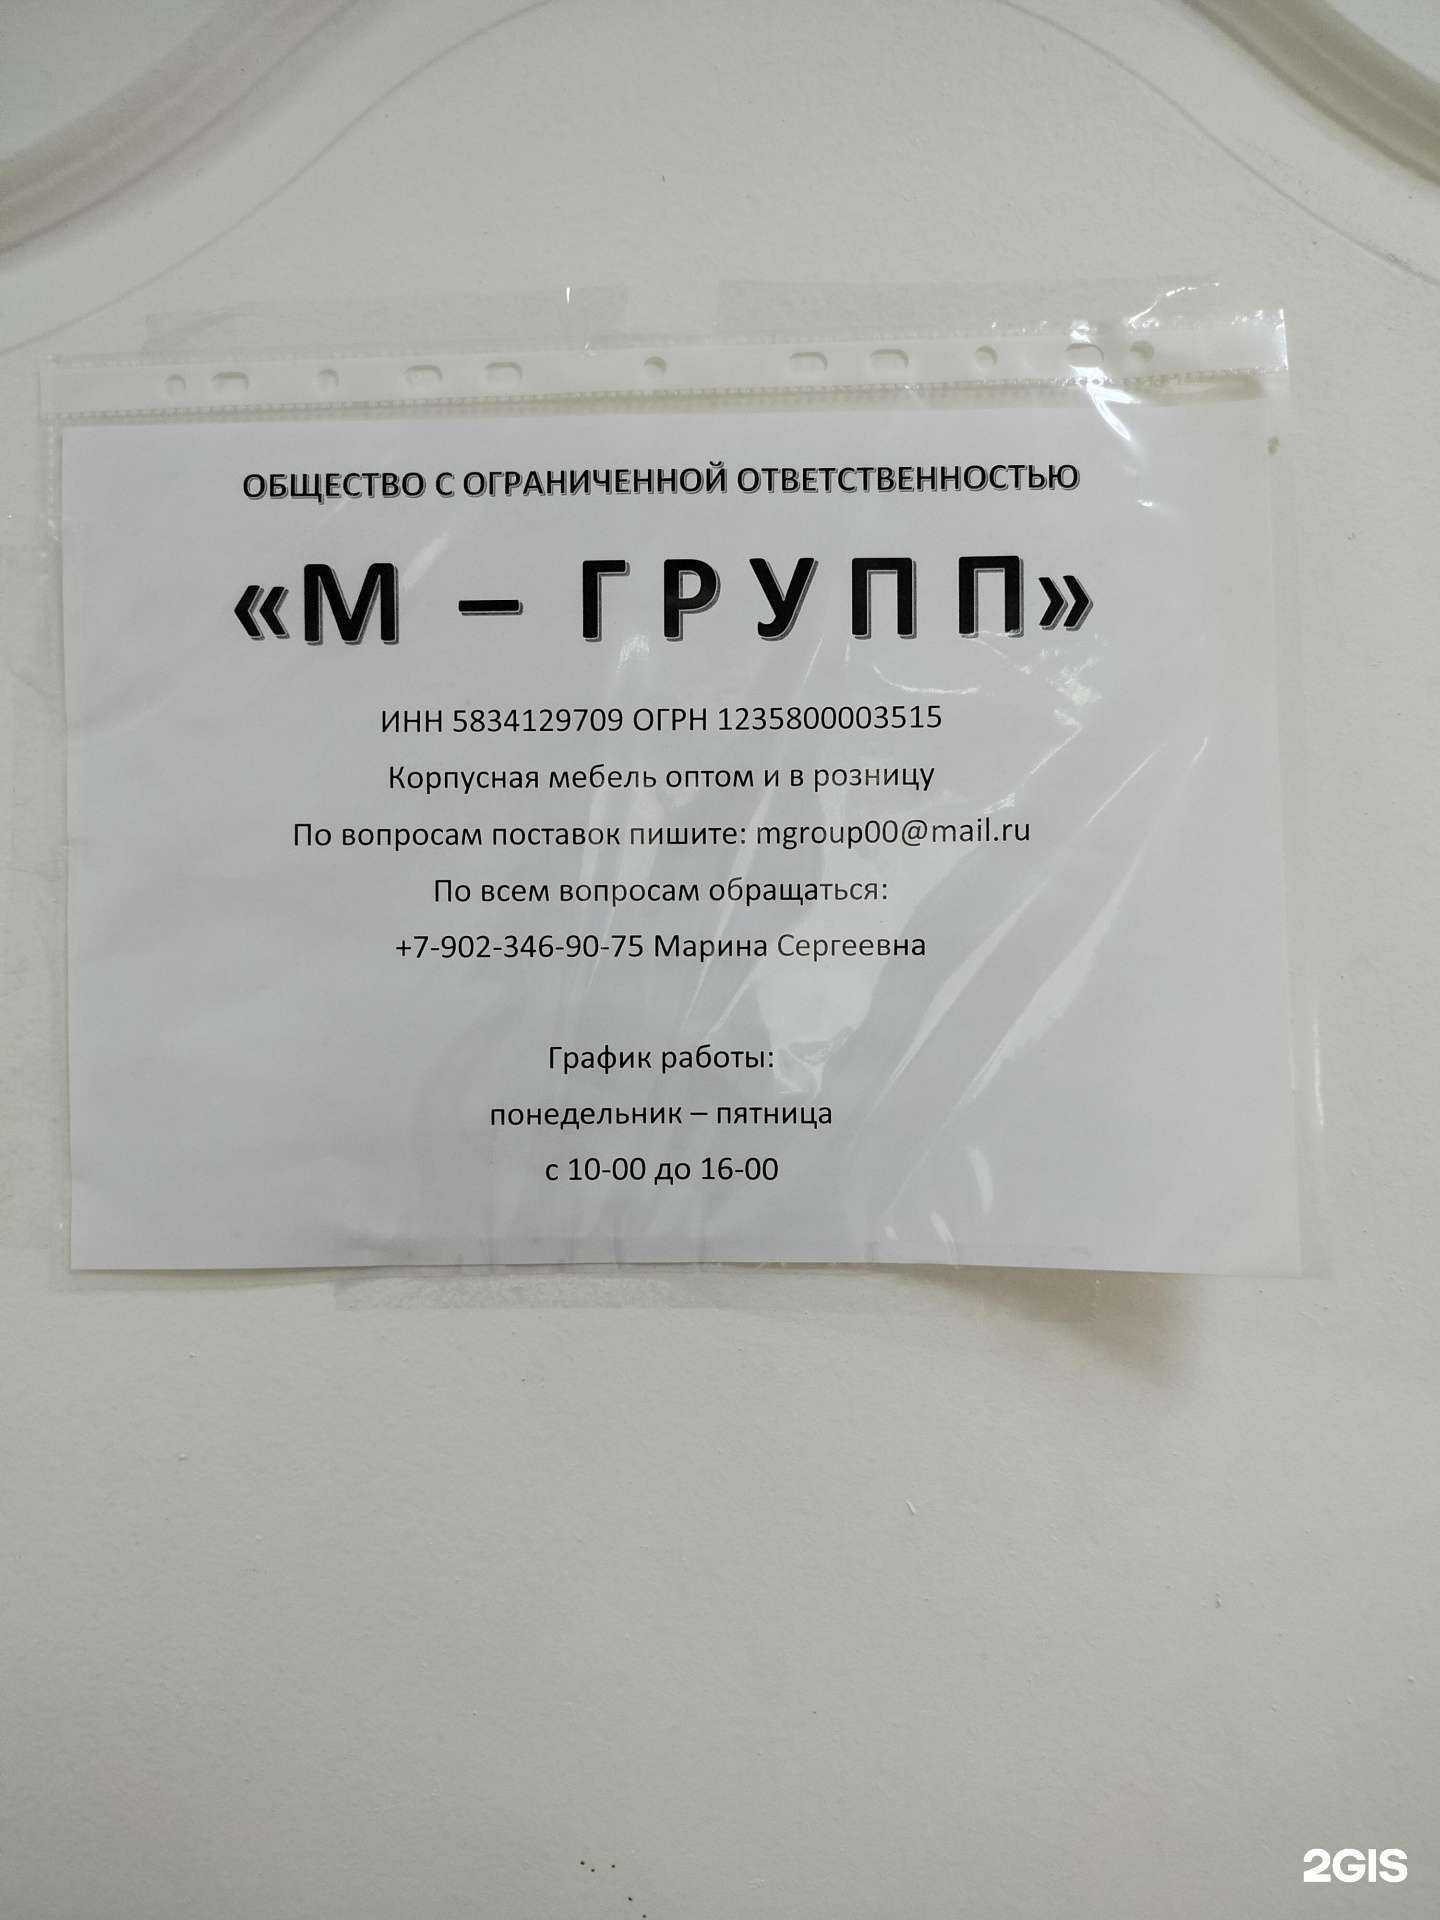 ОБЩЕСТВО С ОГРАНИЧЕННОЙ ОТВЕТСТВЕННОСТЬЮ
«М – ГРУПП»
ИНН 5834129709 ОГРН 1235800003515
Корпусная мебель оптом и в розницу
По вопросам поставок пишите: mgroup00@mail.ru
По всем вопросам обращаться:
+7-902-346-90-75 Марина Сергеевна
График работы:
понедельник – пятница
с 10-00 до 16-00
2GIS